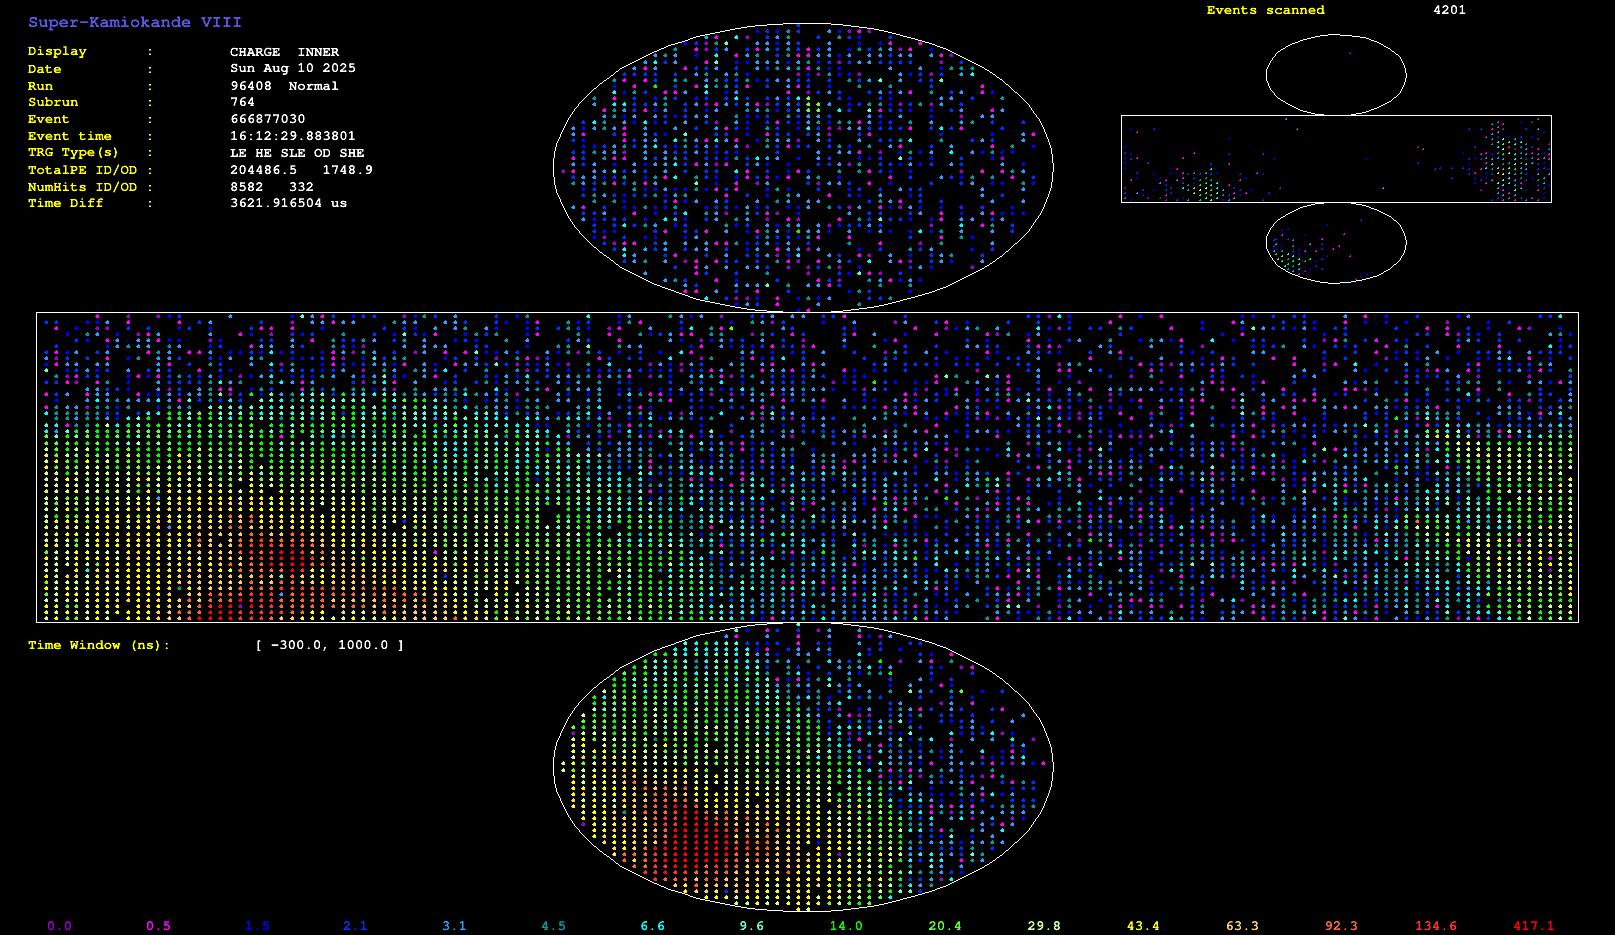 Super-Kamiokande VIII
Events scanned 4201
Display : CHARGE INNER
Date : Sun Aug 10 2025
Run : 96408 Normal
Subrun : 764
Event : 666877030
Event time : 16:12:29.883801
TRG Type(s) : LE HE SLE OD SHE
TotalPE ID/OD : 204486.5 1748.9
NumHits ID/OD : 8582 332
Time Diff : 3621.916504 us
Time Window (ns): [ -300.0, 1000.0 ]
0.0 0.5 1.5 2.1 3.1 4.5 6.6 9.6 14.0 20.4 29.8 43.4 63.3 92.3 134.6 417.1